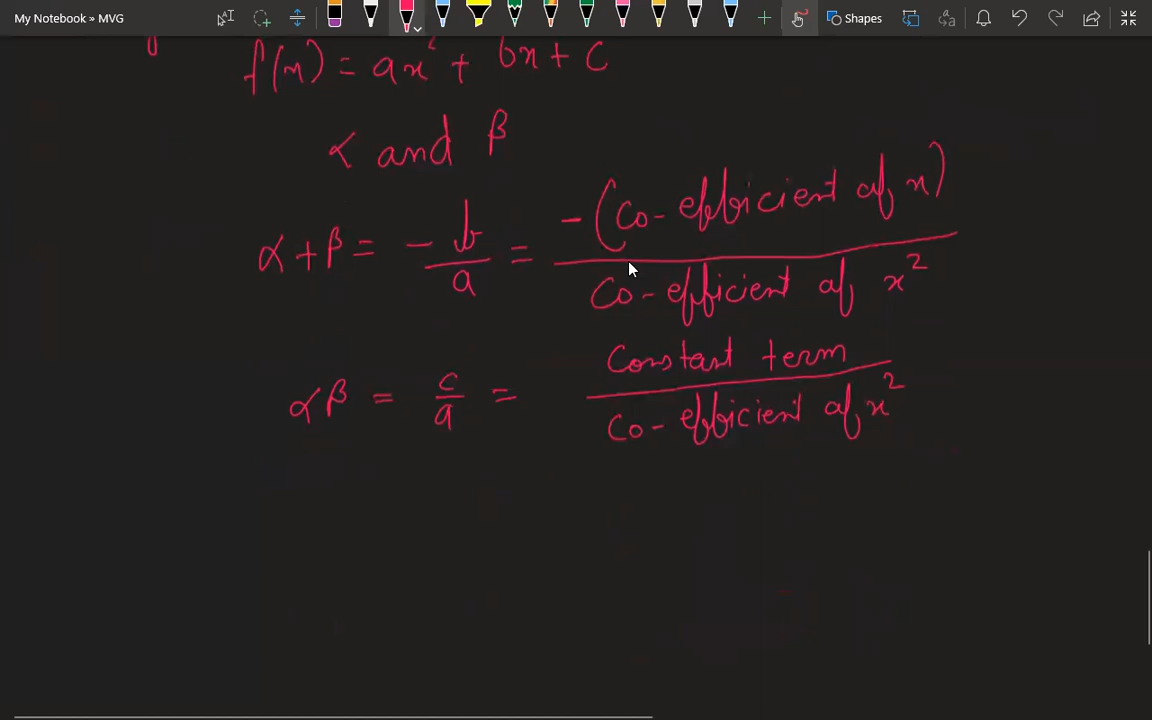 My Notebook » MVG
Shapes
f(x) = ax² + bx + C
α and β
α + β = - b/a = -(Co-efficient of x) / Co-efficient of x²
αβ = c/a = Constant term / Co-efficient of x²